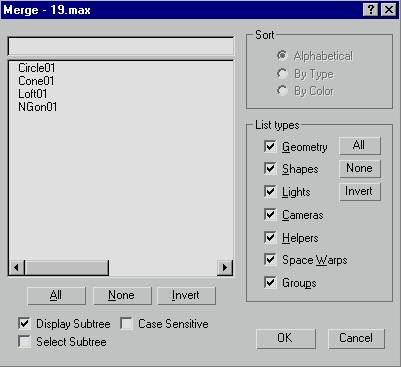 Merge - 19.max
Sort
Circle01
Cone01
Loft01
NGon01
Alphabetical
By Type
By Color
List types
Geometry All
Shapes None
Lights Invert
Cameras
Helpers
Space Warps
Groups
All None Invert
Display Subtree Case Sensitive
Select Subtree
OK Cancel